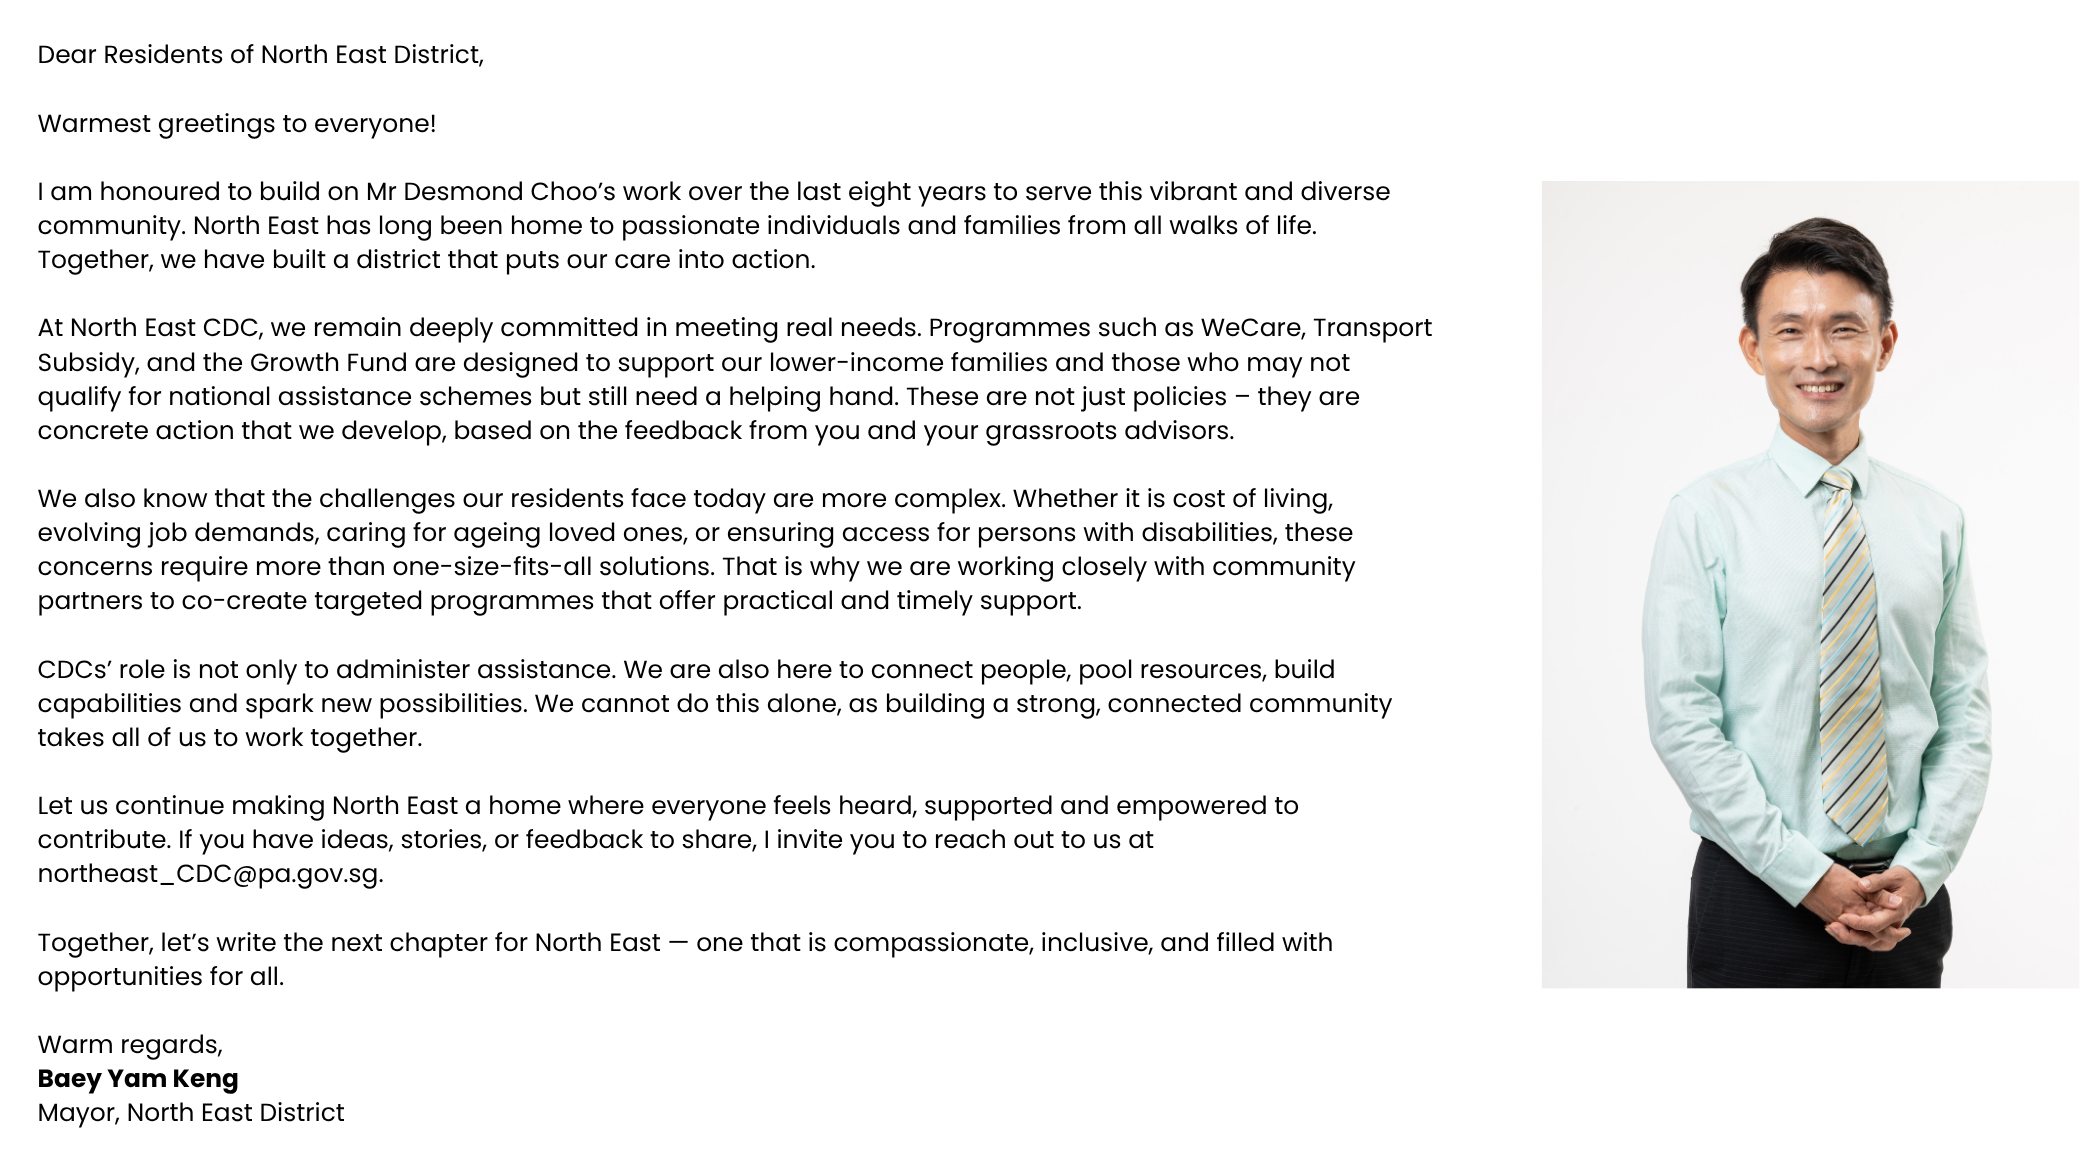 Dear Residents of North East District,
Warmest greetings to everyone!
I am honoured to build on Mr Desmond Choo’s work over the last eight years to serve this vibrant and diverse
community. North East has long been home to passionate individuals and families from all walks of life.
Together, we have built a district that puts our care into action.
At North East CDC, we remain deeply committed in meeting real needs. Programmes such as WeCare, Transport
Subsidy, and the Growth Fund are designed to support our lower-income families and those who may not
qualify for national assistance schemes but still need a helping hand. These are not just policies – they are
concrete action that we develop, based on the feedback from you and your grassroots advisors.
We also know that the challenges our residents face today are more complex. Whether it is cost of living,
evolving job demands, caring for ageing loved ones, or ensuring access for persons with disabilities, these
concerns require more than one-size-fits-all solutions. That is why we are working closely with community
partners to co-create targeted programmes that offer practical and timely support.
CDCs’ role is not only to administer assistance. We are also here to connect people, pool resources, build
capabilities and spark new possibilities. We cannot do this alone, as building a strong, connected community
takes all of us to work together.
Let us continue making North East a home where everyone feels heard, supported and empowered to
contribute. If you have ideas, stories, or feedback to share, I invite you to reach out to us at
northeast_CDC@pa.gov.sg.
Together, let’s write the next chapter for North East — one that is compassionate, inclusive, and filled with
opportunities for all.
Warm regards,
Baey Yam Keng
Mayor, North East District